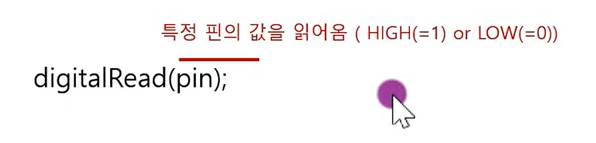 특정 핀의 값을 읽어옴 ( HIGH(=1) or LOW(=0))
digitalRead(pin);